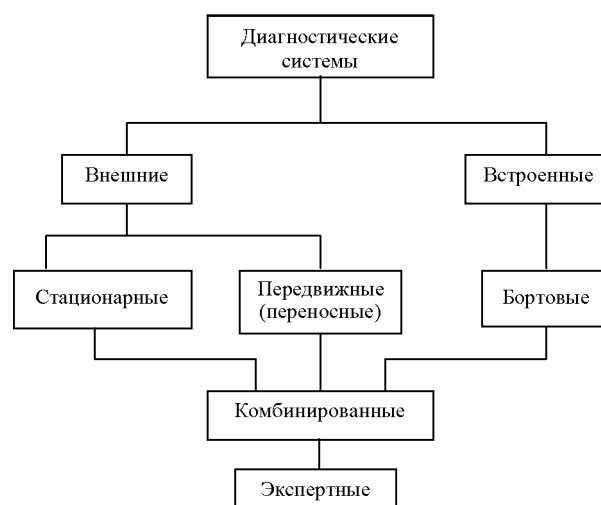 Диагностические
системы
Внешние
Встроенные
Стационарные
Передвижные
(переносные)
Бортовые
Комбинированные
Экспертные